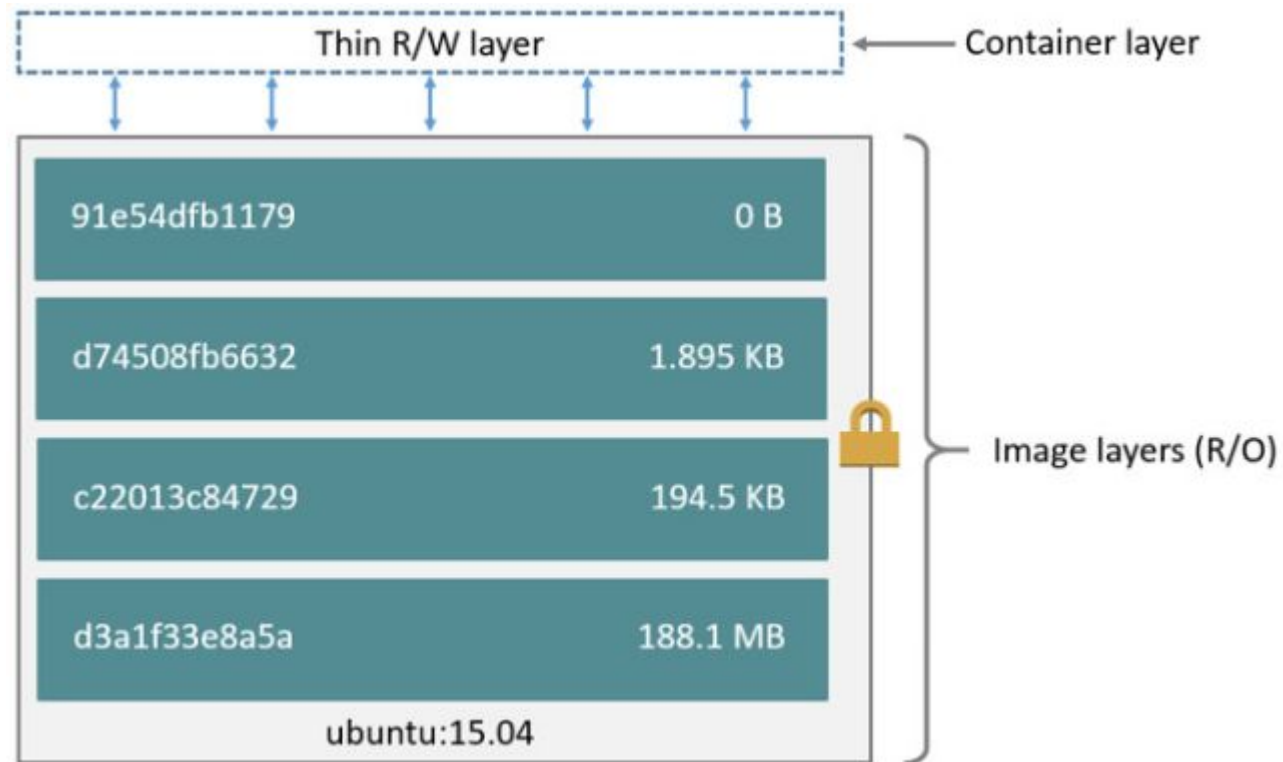 Thin R/W layer
Container layer
91e54dfb1179 0 B
d74508fb6632 1.895 KB
c22013c84729 194.5 KB
Image layers (R/O)
d3a1f33e8a5a 188.1 MB
ubuntu:15.04